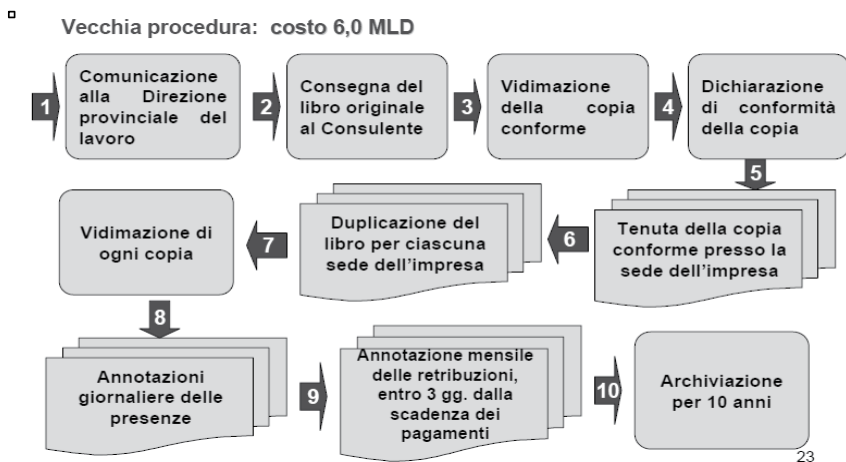 Vecchia procedura: costo 6,0 MLD
1
Comunicazione
alla Direzione
provinciale del
lavoro
2
Consegna del
libro originale
al Consulente
3
Vidimazione
della copia
conforme
4
Dichiarazione
di conformità
della copia
5
Tenuta della copia
conforme presso la
sede dell'impresa
6
Duplicazione del
libro per ciascuna
sede dell'impresa
7
Vidimazione di
ogni copia
8
Annotazioni
giornaliere delle
presenze
9
Annotazione mensile
delle retribuzioni,
entro 3 gg. dalla
scadenza dei
pagamenti
10
Archiviazione
per 10 anni
23